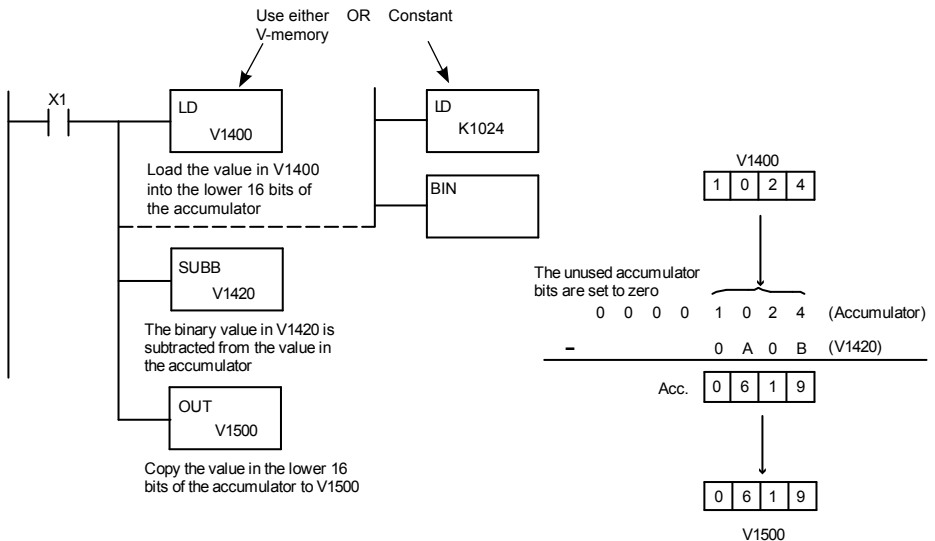 Use either OR Constant
V-memory
X1
LD
V1400
Load the value in V1400
into the lower 16 bits of
the accumulator
LD
K1024
BIN
SUBB
V1420
The binary value in V1420 is
subtracted from the value in
the accumulator
OUT
V1500
Copy the value in the lower 16
bits of the accumulator to V1500
V1400
1 0 2 4
The unused accumulator
bits are set to zero
0 0 0 0 1 0 2 4 (Accumulator)
– 0 A 0 B (V1420)
Acc. 0 6 1 9
0 6 1 9
V1500